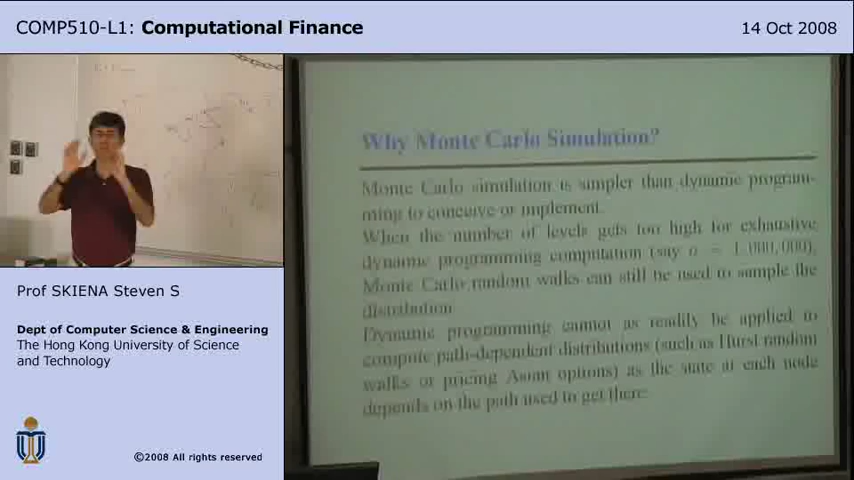 COMP510-L1: Computational Finance
14 Oct 2008
Why Monte Carlo Simulation?
Monte Carlo simulation is simpler than dynamic program-
ming to conceive or implement.
When the number of levels gets too high for exhaustive
dynamic programming computation (say n = 1,000,000),
Monte Carlo random walks can still be used to sample the
distribution.
Dynamic programming cannot as readily be applied to
compute path-dependent distributions (such as Hurst random
walks or pricing Asian options) as the state at each node
depends on the path used to get there.
Prof SKIENA Steven S
Dept of Computer Science & Engineering
The Hong Kong University of Science
and Technology
©2008 All rights reserved